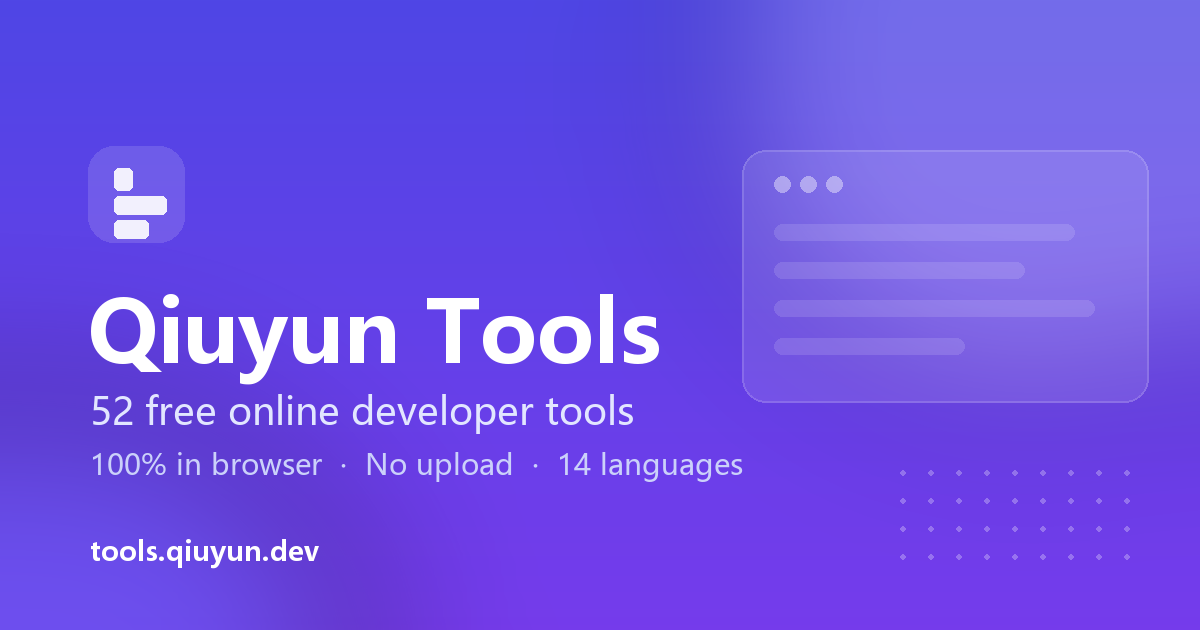 Qiuyun Tools
52 free online developer tools
100% in browser · No upload · 14 languages
tools.qiuyun.dev